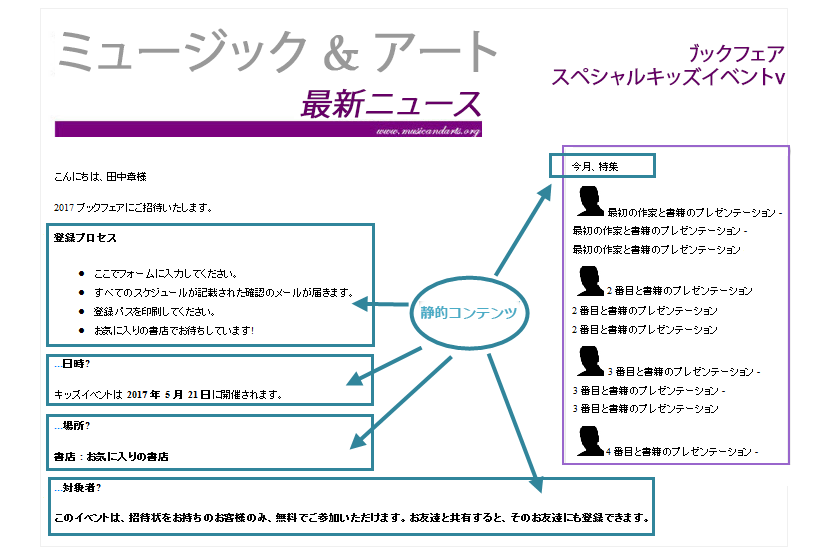 ミュージック & アート
最新ニュース
www.musicandarts.org
ブックフェア
スペシャルキッズイベントv
こんにちは、田中章様
2017 ブックフェアにご招待いたします。
登録プロセス
● ここでフォームに入力してください。
● すべてのスケジュールが記載された確認のメールが届きます。
● 登録パスを印刷してください。
● お気に入りの書店でお待ちしています!
...日時?
キッズイベントは 2017 年 5 月 21 日に開催されます。
...場所?
書店 : お気に入りの書店
...対象者?
このイベントは、招待状をお持ちのお客様のみ、無料でご参加いただけます。お友達と共有すると、そのお友達にも登録できます。
静的コンテンツ
今月、特集
最初の作家と書籍のプレゼンテーション -
最初の作家と書籍のプレゼンテーション -
最初の作家と書籍のプレゼンテーション
2 番目と書籍のプレゼンテーション
2 番目と書籍のプレゼンテーション
2 番目と書籍のプレゼンテーション
3 番目と書籍のプレゼンテーション -
3 番目と書籍のプレゼンテーション -
3 番目と書籍のプレゼンテーション
4 番目と書籍のプレゼンテーション -